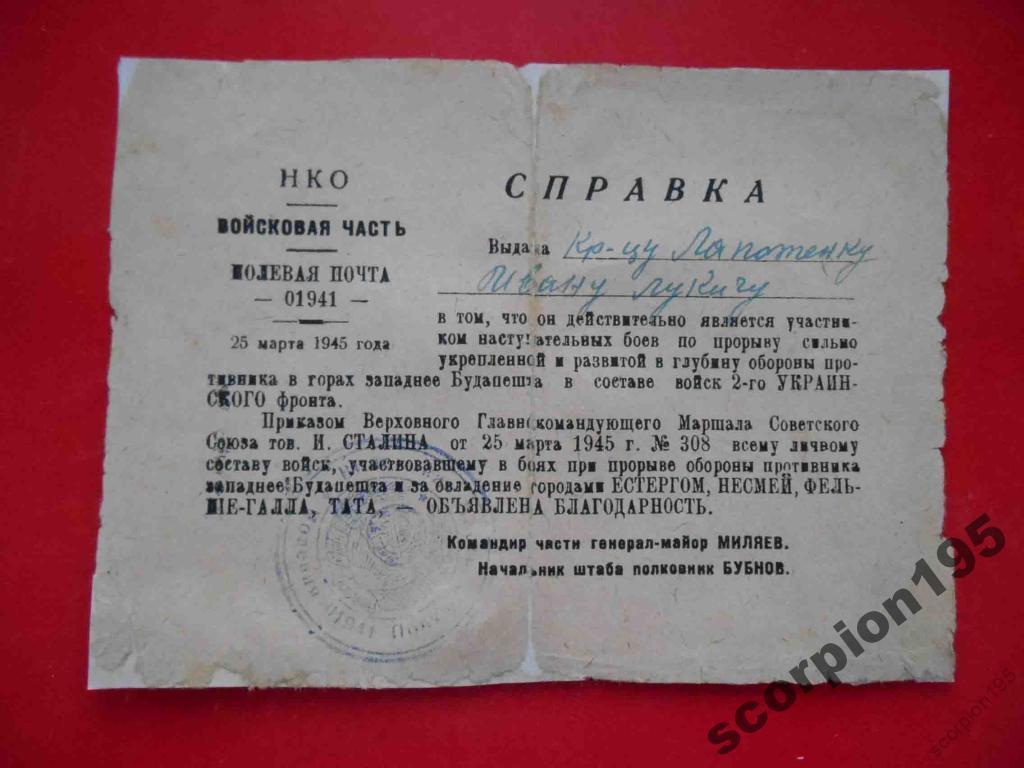 НКО
ВОЙСКОВАЯ ЧАСТЬ
ПОЛЕВАЯ ПОЧТА
— 01941 —
25 марта 1945 года
СПРАВКА
Выдана Кр-цу Лапотенку
Ивану Лукичу
в том, что он действительно является участни-
ком наступательных боев по прорыву сильно
укрепленной и развитой в глубину обороны про-
тивника в горах западнее Будапешта в составе войск 2-го УКРАИН-
СКОГО фронта.
Приказом Верховного Главнокомандующего Маршала Советского
Союза тов. И. СТАЛИНА от 25 марта 1945 г. № 308 всему личному
составу войск, участвовавшему в боях при прорыве обороны противника
западнее Будапешта и за овладение городами ЕСТЕРГОМ, НЕСМЕЙ, ФЕЛЬ-
ШЕ-ГАЛЛА, ТАТА, — ОБЪЯВЛЕНА БЛАГОДАРНОСТЬ.
Командир части генерал-майор МИЛЯЕВ.
Начальник штаба полковник БУБНОВ.
01941
scorpion195
scorpion195